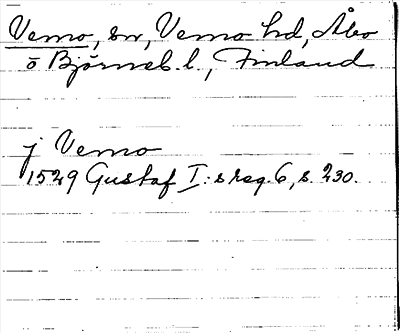 Vemo, sn, Vemo hd, Åbo
o Björneb. l., Finland
j Vemo
1529 Gustaf I:s reg. 6, s. 230.